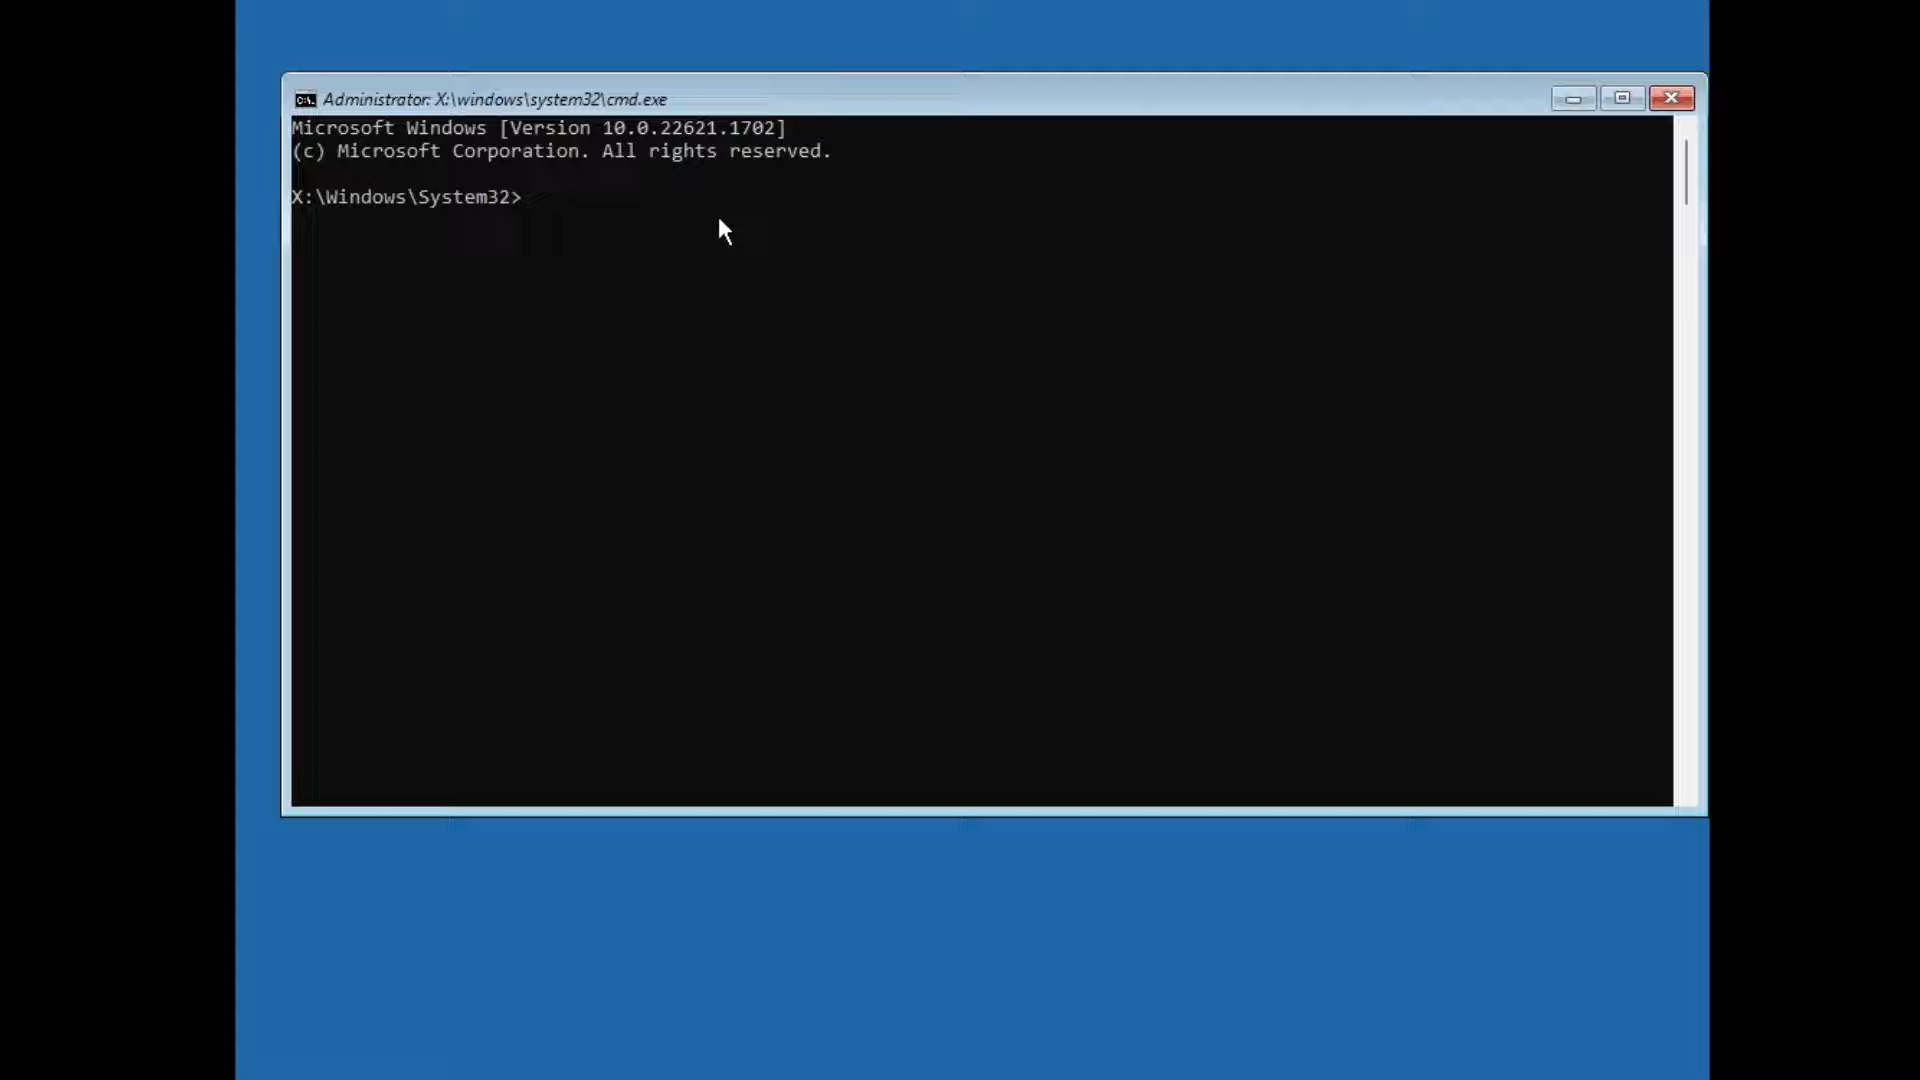 Administrator: X:\windows\system32\cmd.exe
Microsoft Windows [Version 10.0.22621.1702]
(c) Microsoft Corporation. All rights reserved.
X:\Windows\System32>